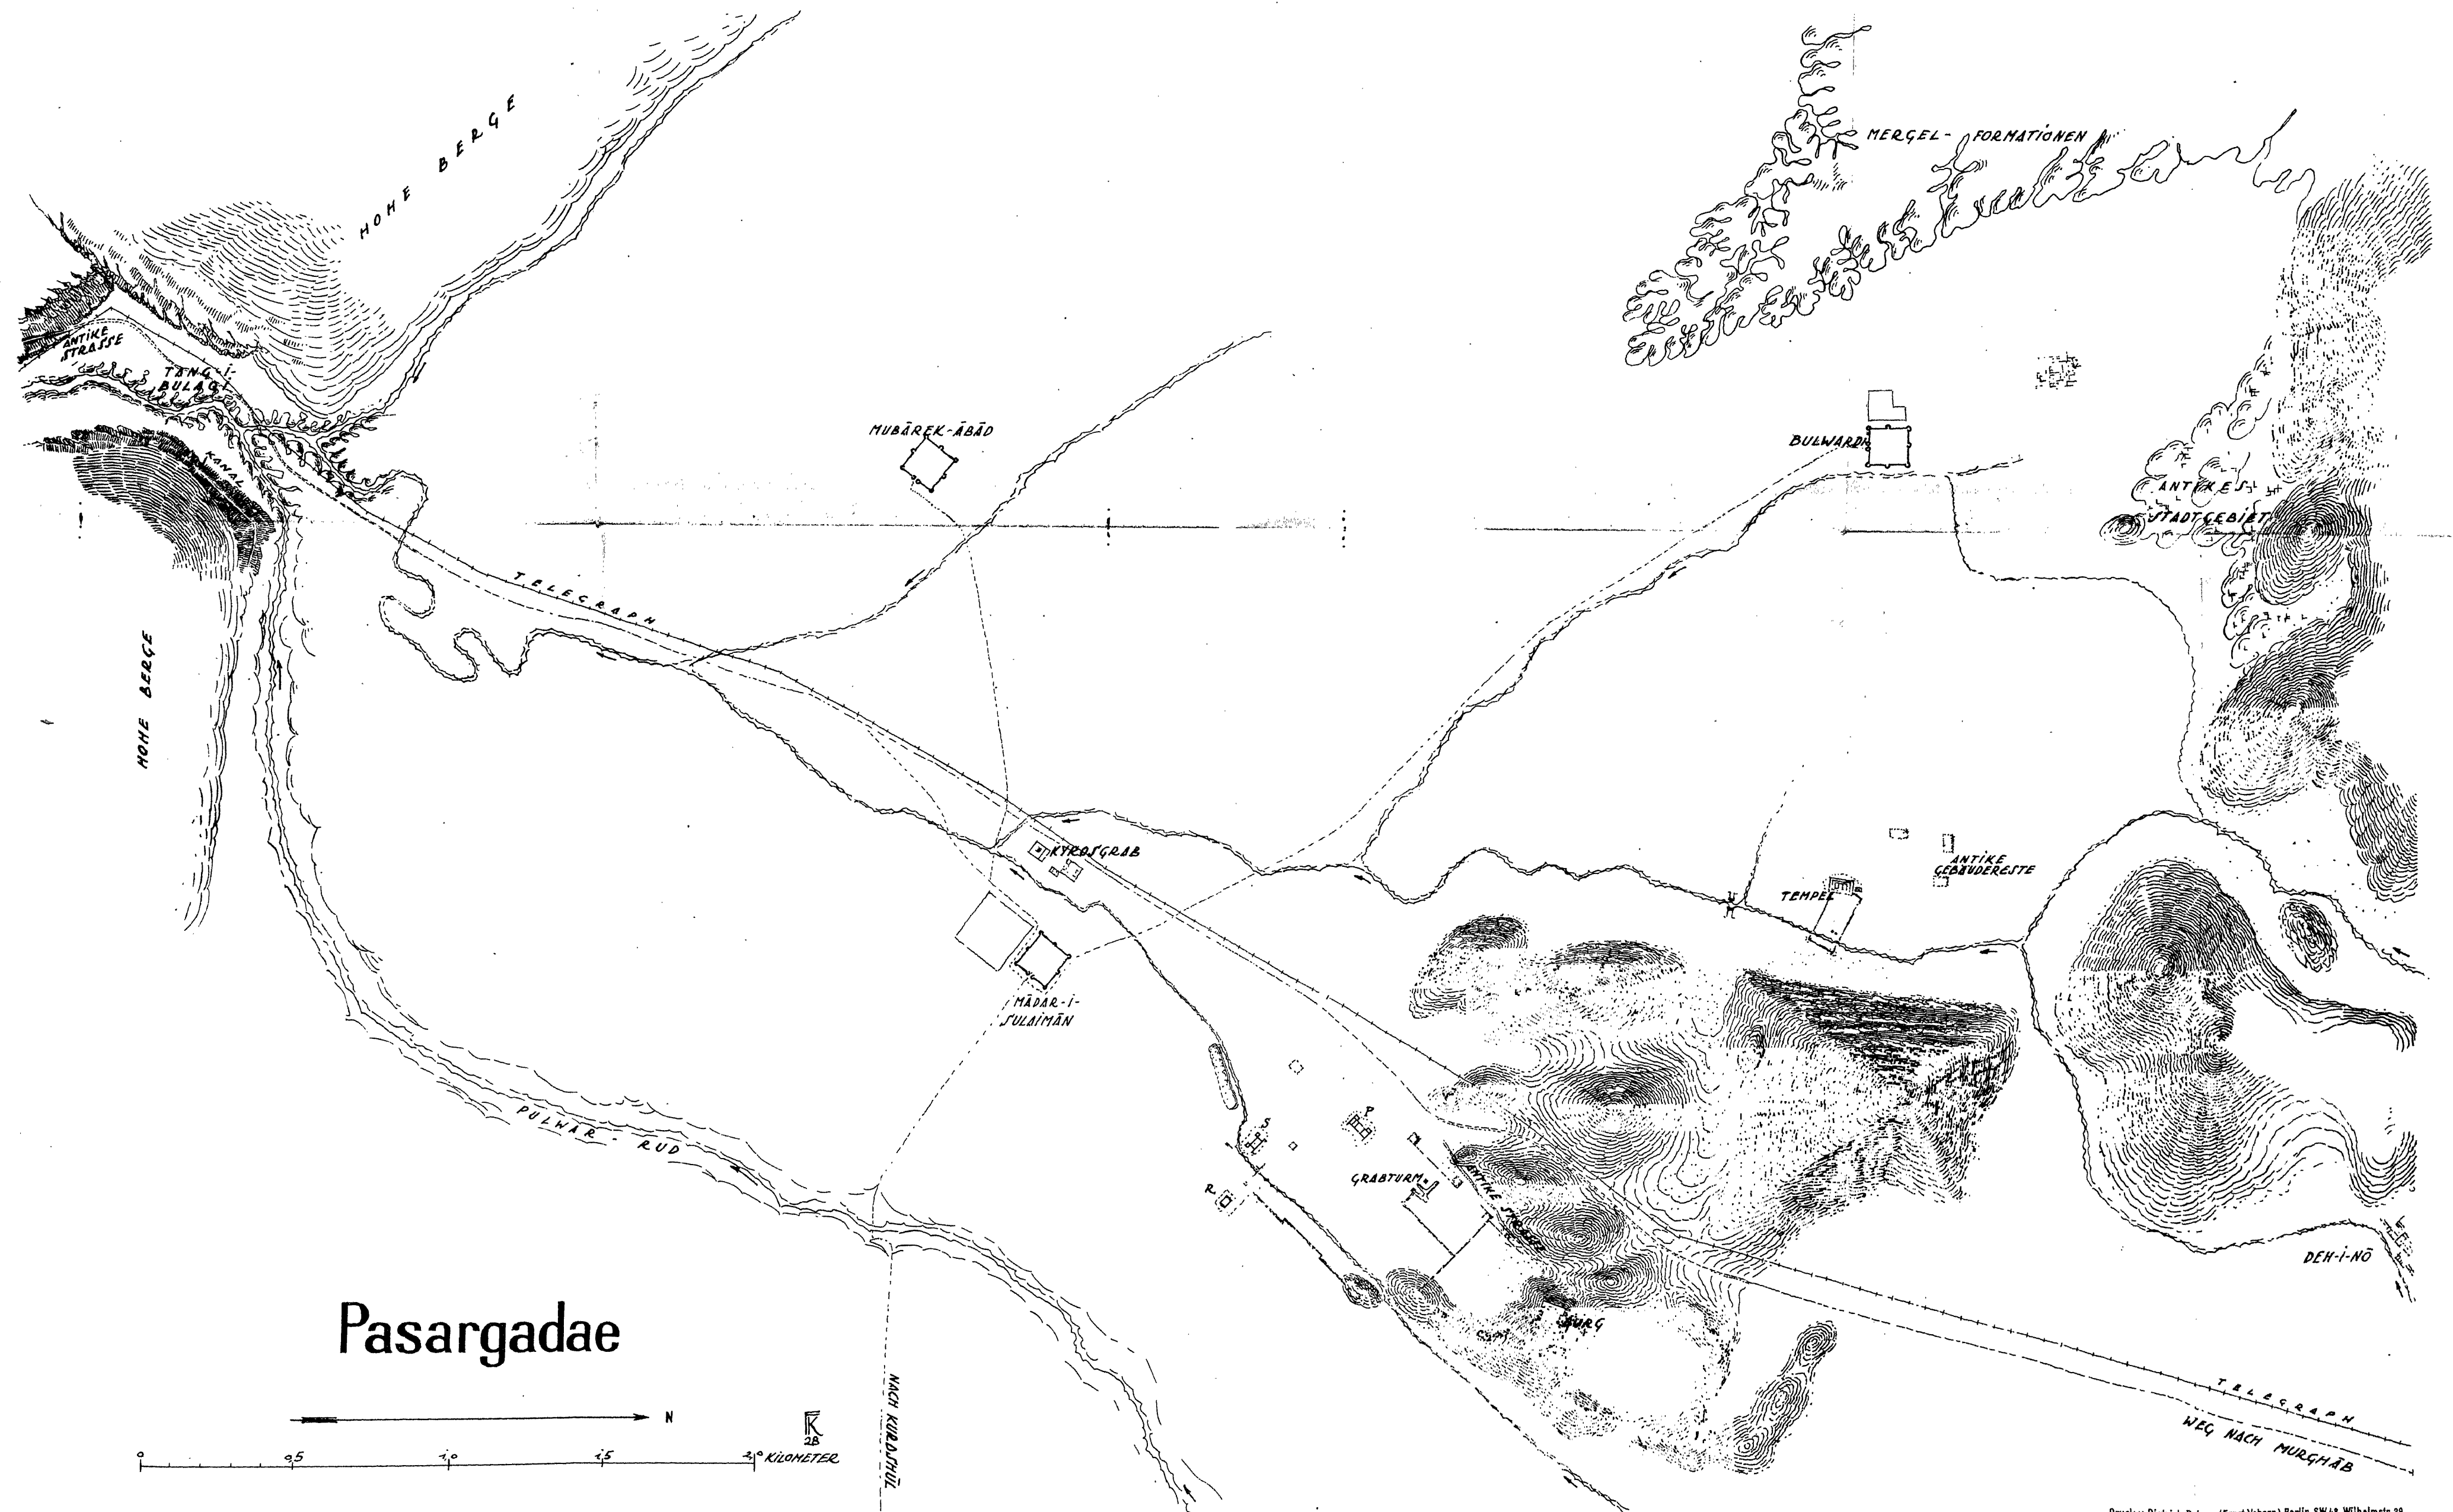 HOHE BERGE
MERGEL- FORMATIONEN
ANTIKE
STRASSE
TANG-I-
BULAGI
KANAL
MUBĀREK-ĀBĀD
BULWARDI
ANTIKES
STADTGEBIET
TELEGRAPH
HOHE BERGE
KYROSGRAB
ANTIKE
GEBÄUDERESTE
TEMPEL
MĀDAR-I-
SULAIMĀN
PULWAR-RUD
P
S
R
GRABTURM
ANTIKE STRASSE
BURG
DEH-I-NŌ
Pasargadae
N
K
28
0 0,5 1,0 1,5 2,0 KILOMETER
NACH KURDSHŪL
TELEGRAPH
WEG NACH MURGHĀB